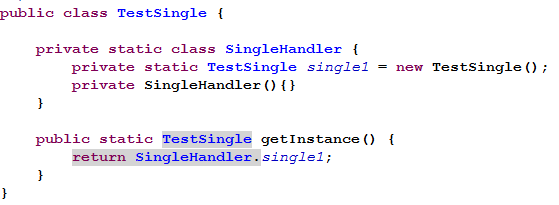 public class TestSingle {
private static class SingleHandler {
private static TestSingle single1 = new TestSingle();
private SingleHandler(){}
}
public static TestSingle getInstance() {
return SingleHandler.single1;
}
}